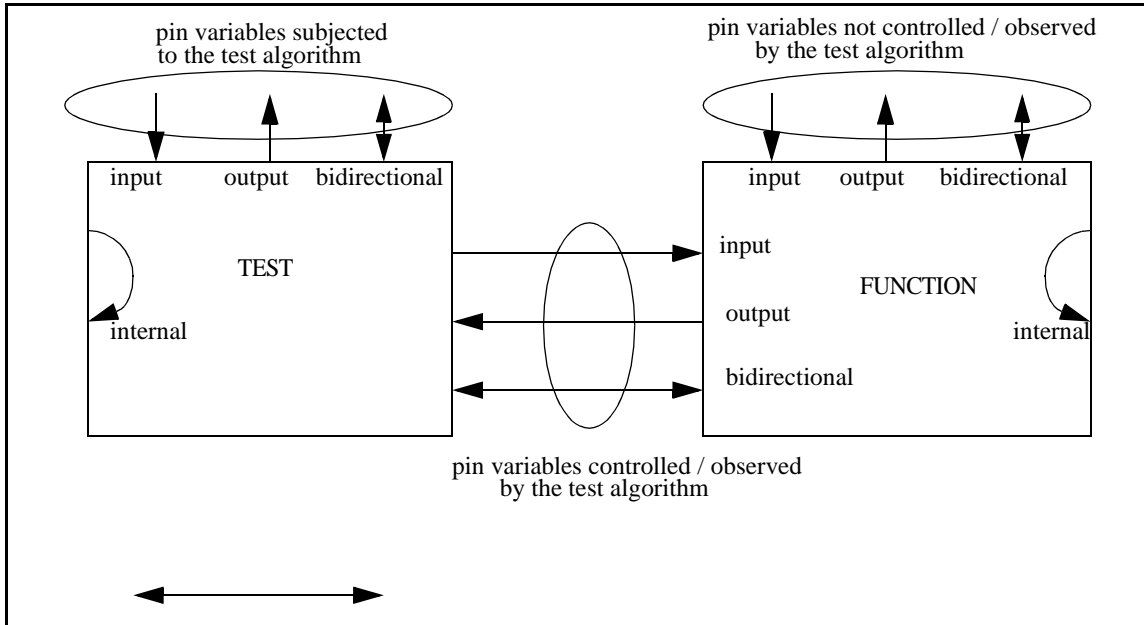 pin variables subjected
to the test algorithm
pin variables not controlled / observed
by the test algorithm
input output bidirectional
input output bidirectional
TEST
internal
input
FUNCTION
output
internal
bidirectional
pin variables controlled / observed
by the test algorithm